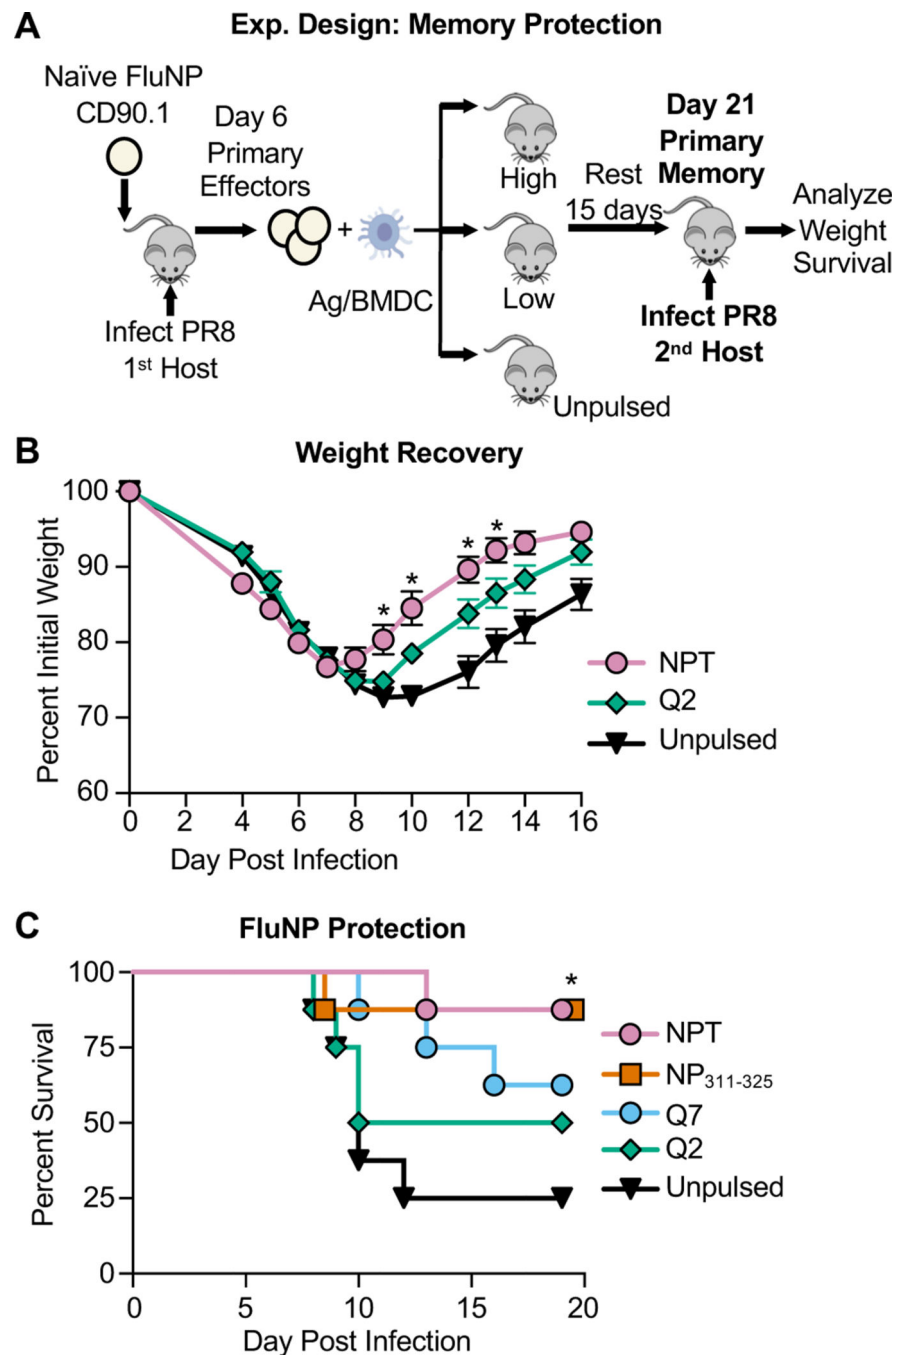 A
Exp. Design: Memory Protection
Naïve FluNP
CD90.1
Day 6
Primary
Effectors
+
Ag/BMDC
Infect PR8
1st Host
High
Low
Unpulsed
Rest
15 days
Day 21
Primary
Memory
Infect PR8
2nd Host
Analyze
Weight
Survival
B
Weight Recovery
Percent Initial Weight
100
90
80
70
60
* * * *
0 2 4 6 8 10 12 14 16
Day Post Infection
NPT
Q2
Unpulsed
C
FluNP Protection
Percent Survival
100
75
50
25
0
*
0 5 10 15 20
Day Post Infection
NPT
NP311-325
Q7
Q2
Unpulsed